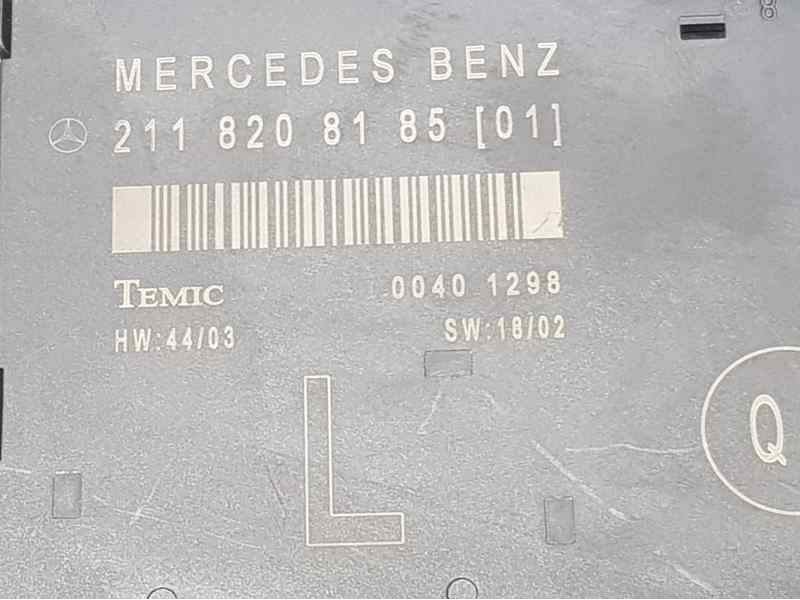 MERCEDES BENZ
211 820 81 85 [01]
TEMIC 0040 1298
HW:44/03 SW:18/02
L
Q